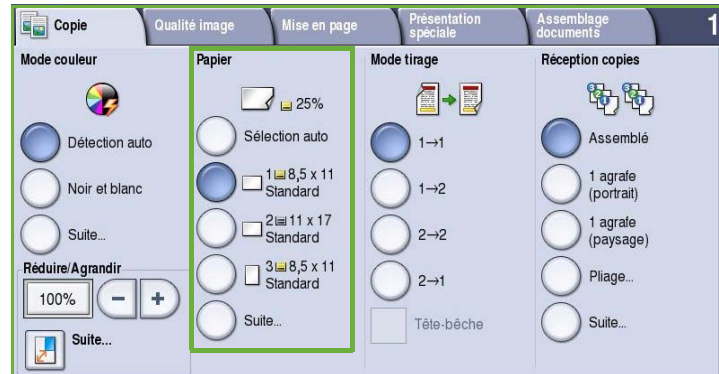 Copie
Qualité image
Mise en page
Présentation
spéciale
Assemblage
documents
1
Mode couleur
Détection auto
Noir et blanc
Suite...
Réduire/Agrandir
100%
-
+
Suite...
Papier
25%
Sélection auto
1 8,5 x 11
Standard
2 11 x 17
Standard
3 8,5 x 11
Standard
Suite...
Mode tirage
1→1
1→2
2→2
2→1
Tête-bêche
Réception copies
Assemblé
1 agrafe
(portrait)
1 agrafe
(paysage)
Pliage...
Suite...